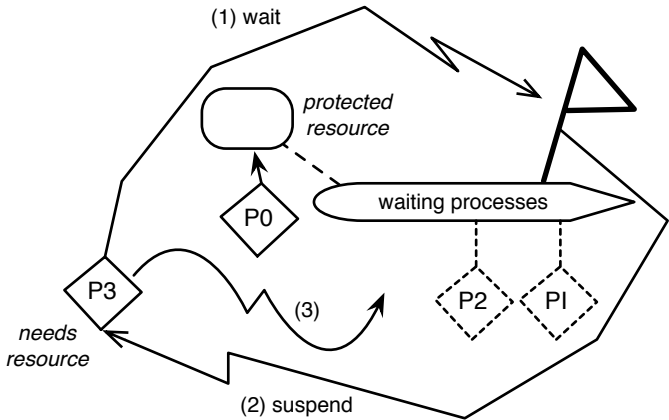 (1) wait
protected
resource
P0
waiting processes
P3
(3)
P2
PI
needs
resource
(2) suspend